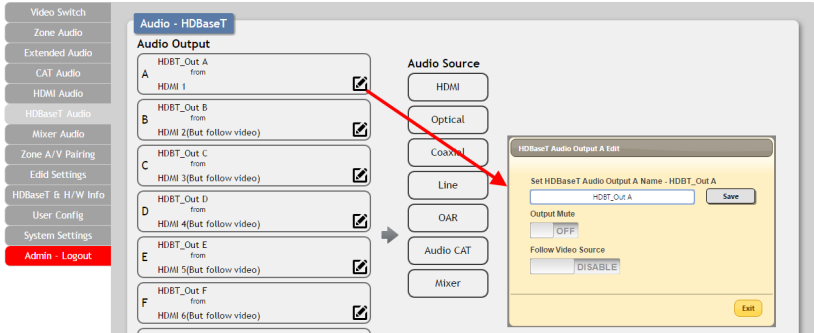 Video Switch
Zone Audio
Extended Audio
CAT Audio
HDMI Audio
HDBaseT Audio
Mixer Audio
Zone A/V Pairing
Edid Settings
HDBaseT & H/W Info
User Config
System Settings
Admin - Logout
Audio - HDBaseT
Audio Output
HDBT_Out A
A
from
HDMI 1
HDBT_Out B
B
from
HDMI 2(But follow video)
HDBT_Out C
C
from
HDMI 3(But follow video)
HDBT_Out D
D
from
HDMI 4(But follow video)
HDBT_Out E
E
from
HDMI 5(But follow video)
HDBT_Out F
F
from
HDMI 6(But follow video)
Audio Source
HDMI
Optical
Coaxial
Line
OAR
Audio CAT
Mixer
HDBaseT Audio Output A Edit
Set HDBaseT Audio Output A Name - HDBT_Out A
HDBT_Out A
Save
Output Mute
OFF
Follow Video Source
DISABLE
Exit